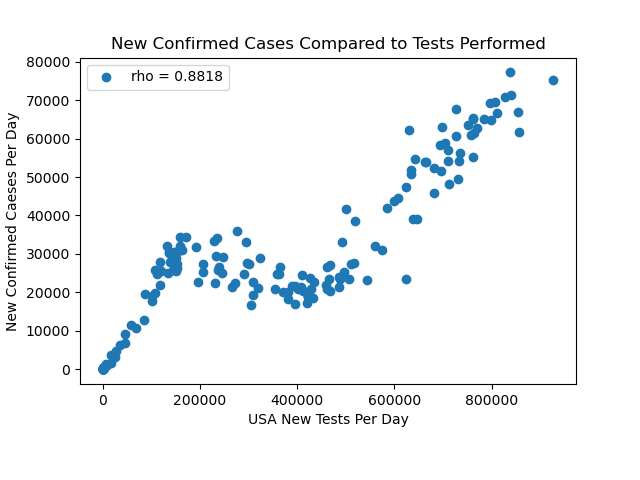 New Confirmed Cases Compared to Tests Performed
rho = 0.8818
80000
70000
60000
50000
40000
30000
20000
10000
0
New Confirmed Caeses Per Day
0 200000 400000 600000 800000
USA New Tests Per Day